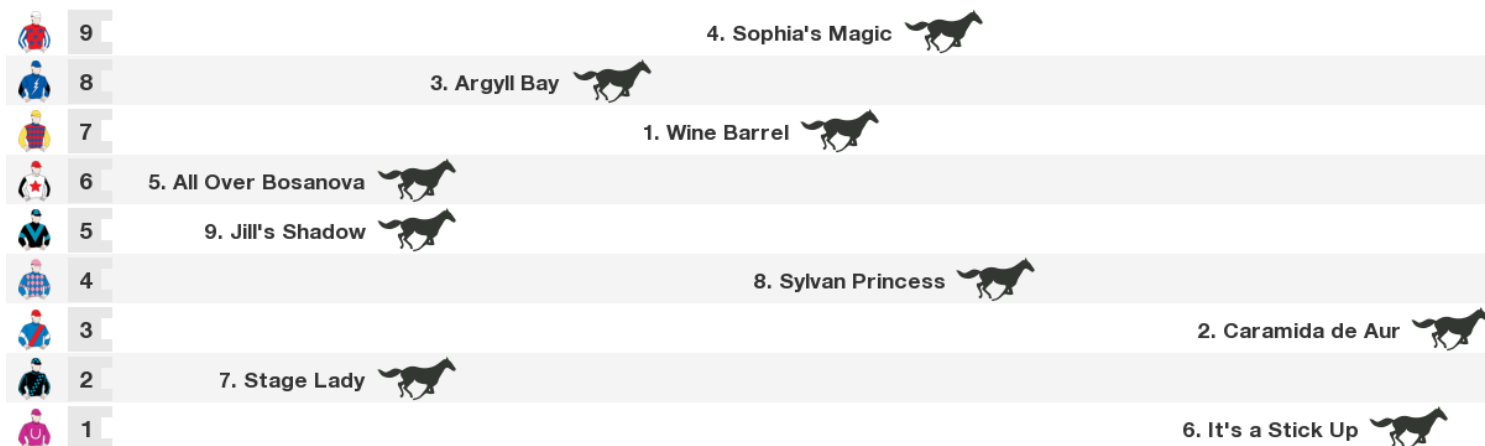 9 4. Sophia's Magic
8 3. Argyll Bay
7 1. Wine Barrel
6 5. All Over Bosanova
5 9. Jill's Shadow
4 8. Sylvan Princess
3 2. Caramida de Aur
2 7. Stage Lady
1 6. It's a Stick Up